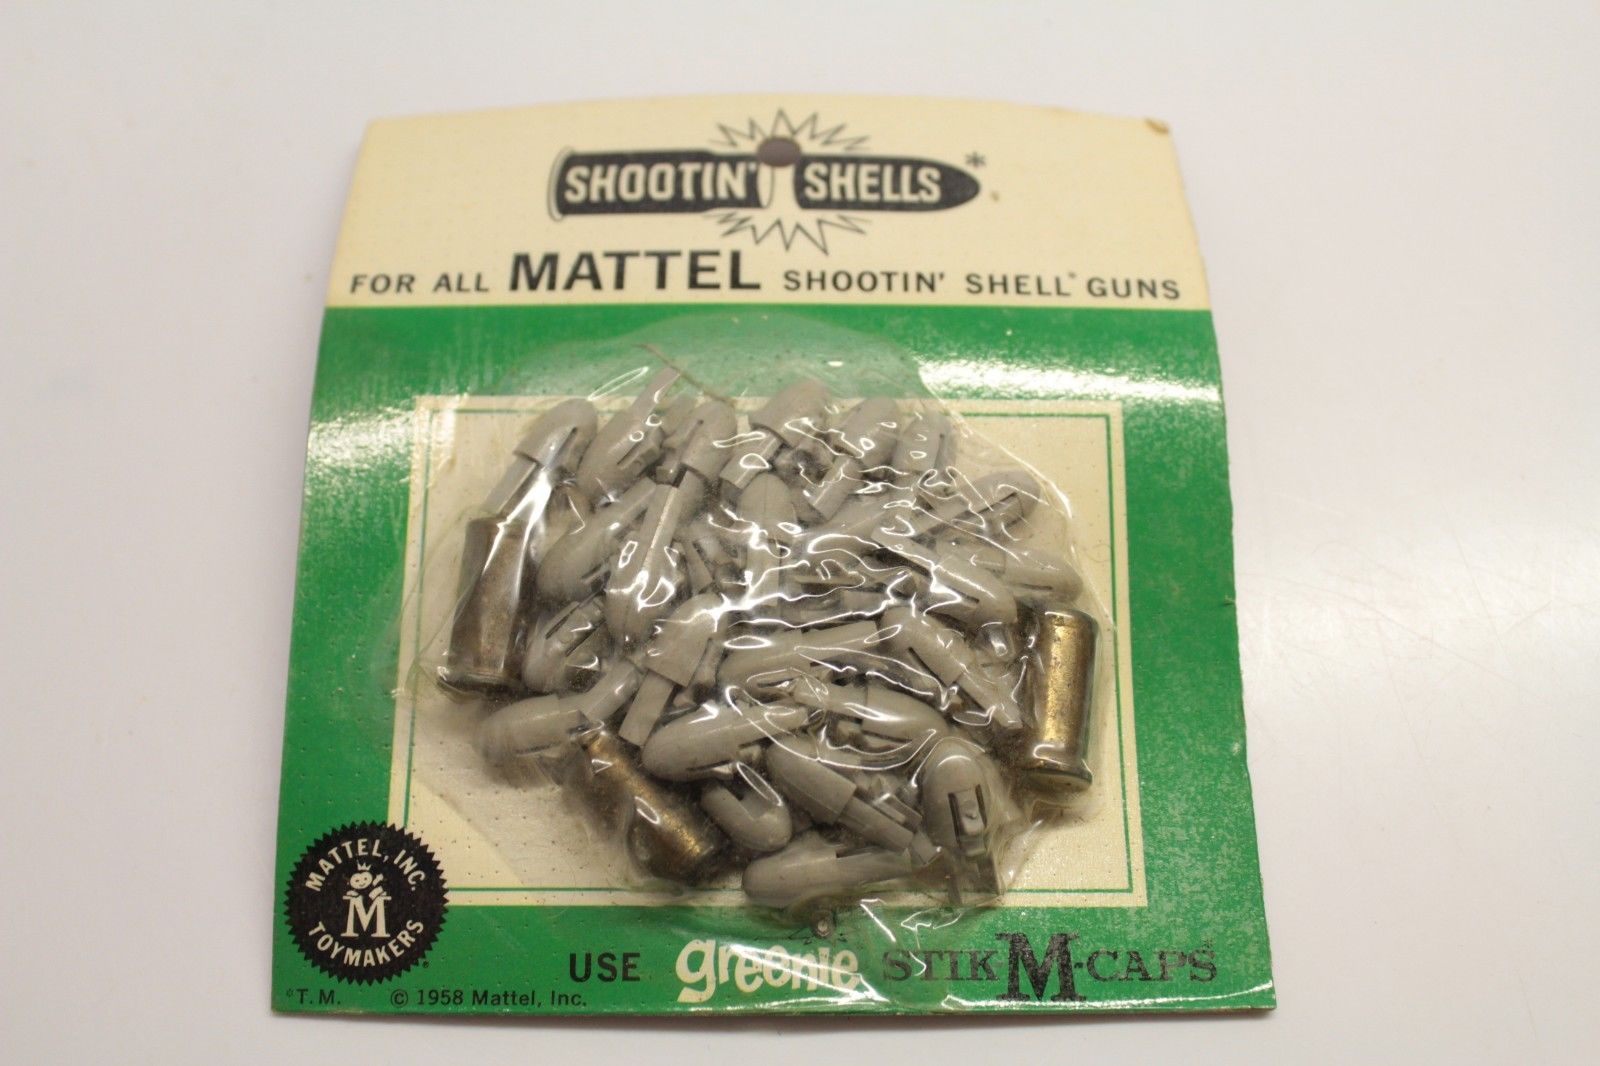 SHOOTIN' SHELLS*
FOR ALL MATTEL SHOOTIN' SHELL* GUNS
MATTEL, INC.
M
TOYMAKERS
USE greenie STIK-M-CAPS
*T.M. © 1958 Mattel, Inc.